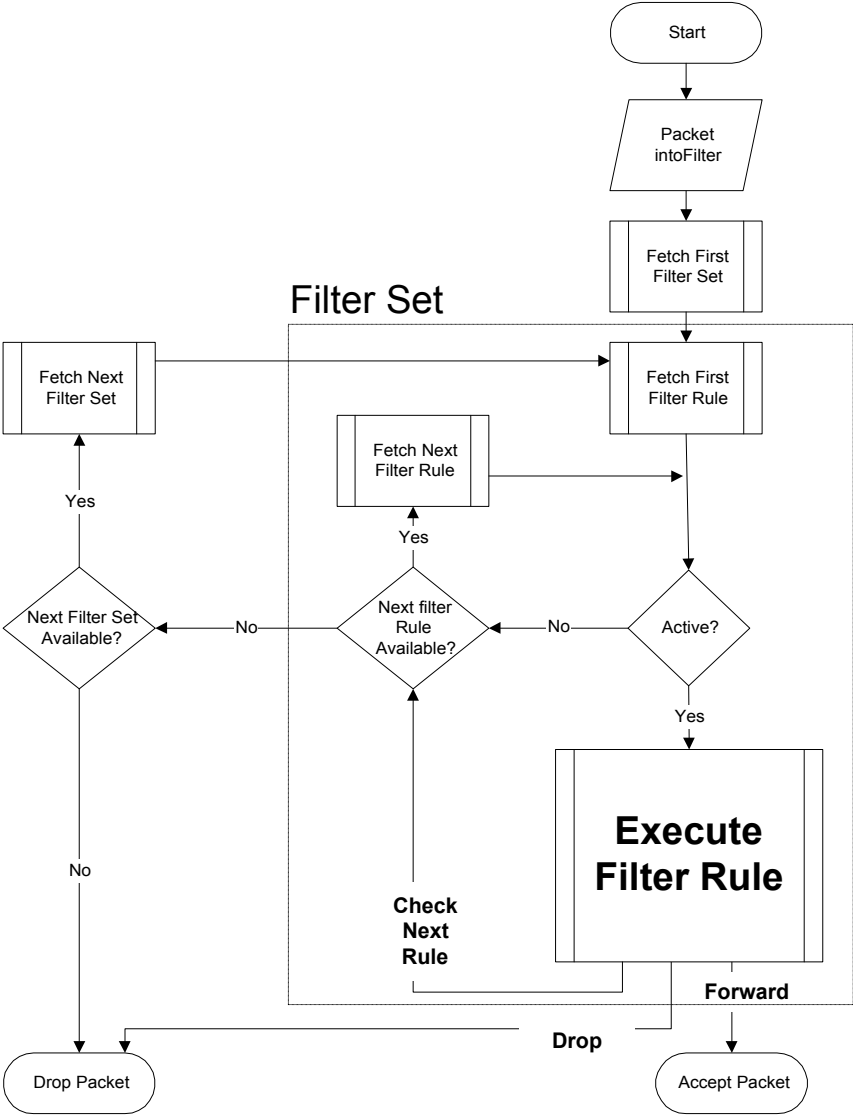 Start
Packet
intoFilter
Fetch First
Filter Set
Filter Set
Fetch Next
Filter Set
Fetch First
Filter Rule
Fetch Next
Filter Rule
Yes
Yes
Next Filter Set
Available?
No
Next filter
Rule
Available?
No
Active?
Yes
Execute
Filter Rule
No
Check
Next
Rule
Forward
Drop
Drop Packet
Accept Packet